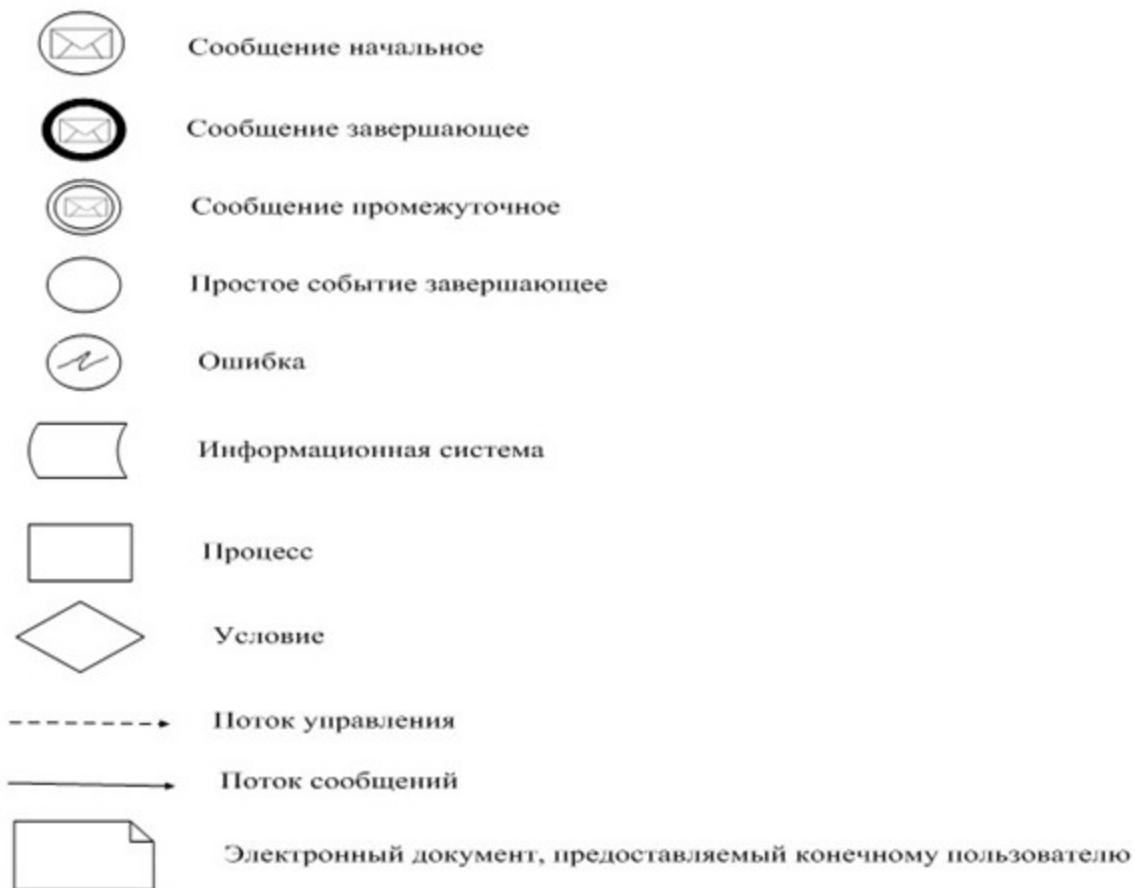 Сообщение начальное
Сообщение завершающее
Сообщение промежуточное
Простое событие завершающее
Ошибка
Информационная система
Процесс
Условие
Поток управления
Поток сообщений
Электронный документ, предоставляемый конечному пользователю